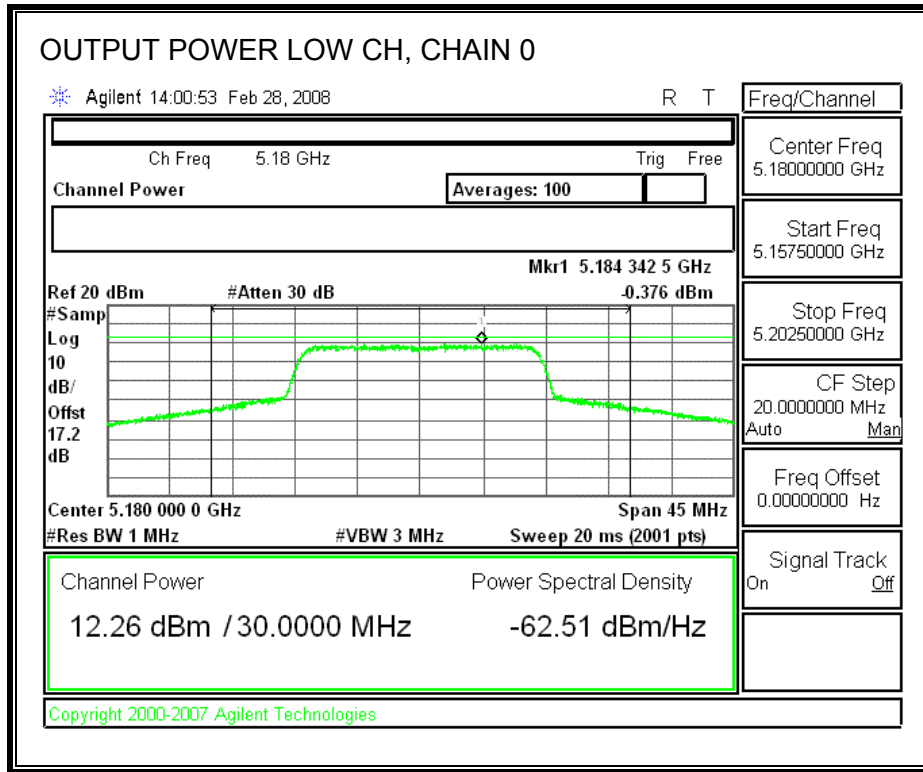 OUTPUT POWER LOW CH, CHAIN 0
Agilent 14:00:53 Feb 28, 2008 R T
Freq/Channel
Ch Freq 5.18 GHz Trig Free
Channel Power Averages: 100
Mkr1 5.184 342 5 GHz
Ref 20 dBm #Atten 30 dB -0.376 dBm
#Samp
Log
10
dB/
Offst
17.2
dB
1
Center 5.180 000 0 GHz Span 45 MHz
#Res BW 1 MHz #VBW 3 MHz Sweep 20 ms (2001 pts)
Channel Power Power Spectral Density
12.26 dBm / 30.0000 MHz -62.51 dBm/Hz
Center Freq
5.18000000 GHz
Start Freq
5.15750000 GHz
Stop Freq
5.20250000 GHz
CF Step
20.0000000 MHz
Auto Man
Freq Offset
0.00000000 Hz
Signal Track
On Off
Copyright 2000-2007 Agilent Technologies